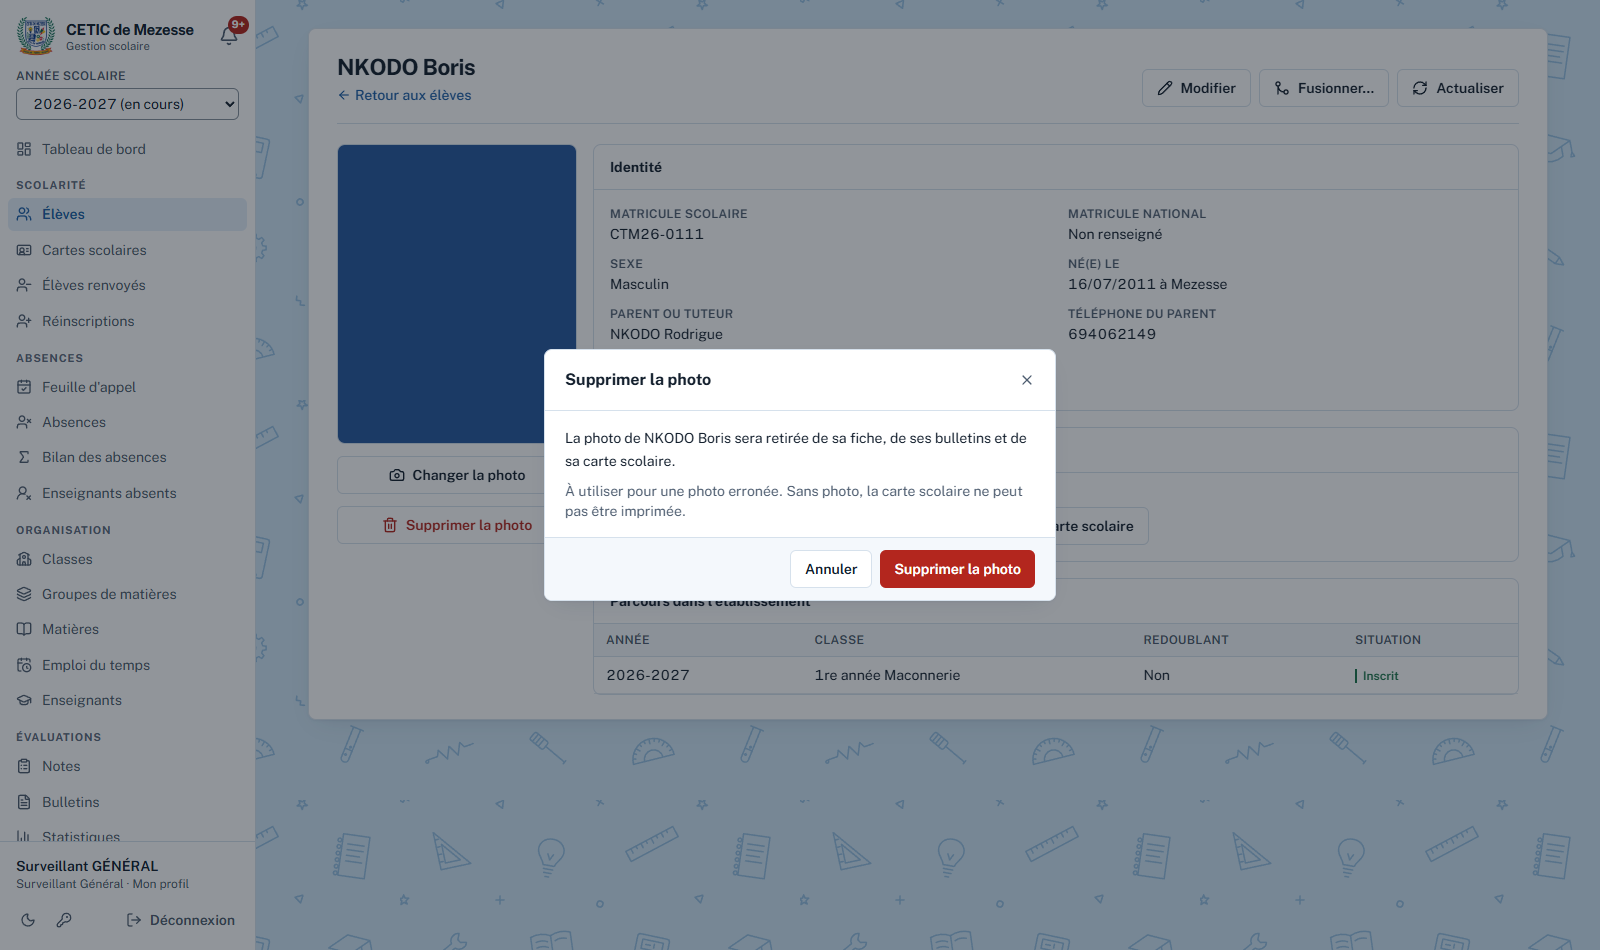 CETIC de Mezesse
Gestion scolaire
9+
ANNÉE SCOLAIRE
2026-2027 (en cours)
Tableau de bord
SCOLARITÉ
Élèves
Cartes scolaires
Élèves renvoyés
Réinscriptions
ABSENCES
Feuille d'appel
Absences
Bilan des absences
Enseignants absents
ORGANISATION
Classes
Groupes de matières
Matières
Emploi du temps
Enseignants
ÉVALUATIONS
Notes
Bulletins
Statistiques
Surveillant GÉNÉRAL
Surveillant Général · Mon profil
Déconnexion
NKODO Boris
Retour aux élèves
Modifier
Fusionner...
Actualiser
Changer la photo
Supprimer la photo
Identité
MATRICULE SCOLAIRE
CTM26-0111
MATRICULE NATIONAL
Non renseigné
SEXE
Masculin
NÉ(E) LE
16/07/2011 à Mezesse
PARENT OU TUTEUR
NKODO Rodrigue
TÉLÉPHONE DU PARENT
694062149
Supprimer la photo
La photo de NKODO Boris sera retirée de sa fiche, de ses bulletins et de
sa carte scolaire.
À utiliser pour une photo erronée. Sans photo, la carte scolaire ne peut
pas être imprimée.
Annuler
Supprimer la photo
arte scolaire
Parcours dans l'établissement
ANNÉE
CLASSE
REDOUBLANT
SITUATION
2026-2027
1re année Maconnerie
Non
Inscrit